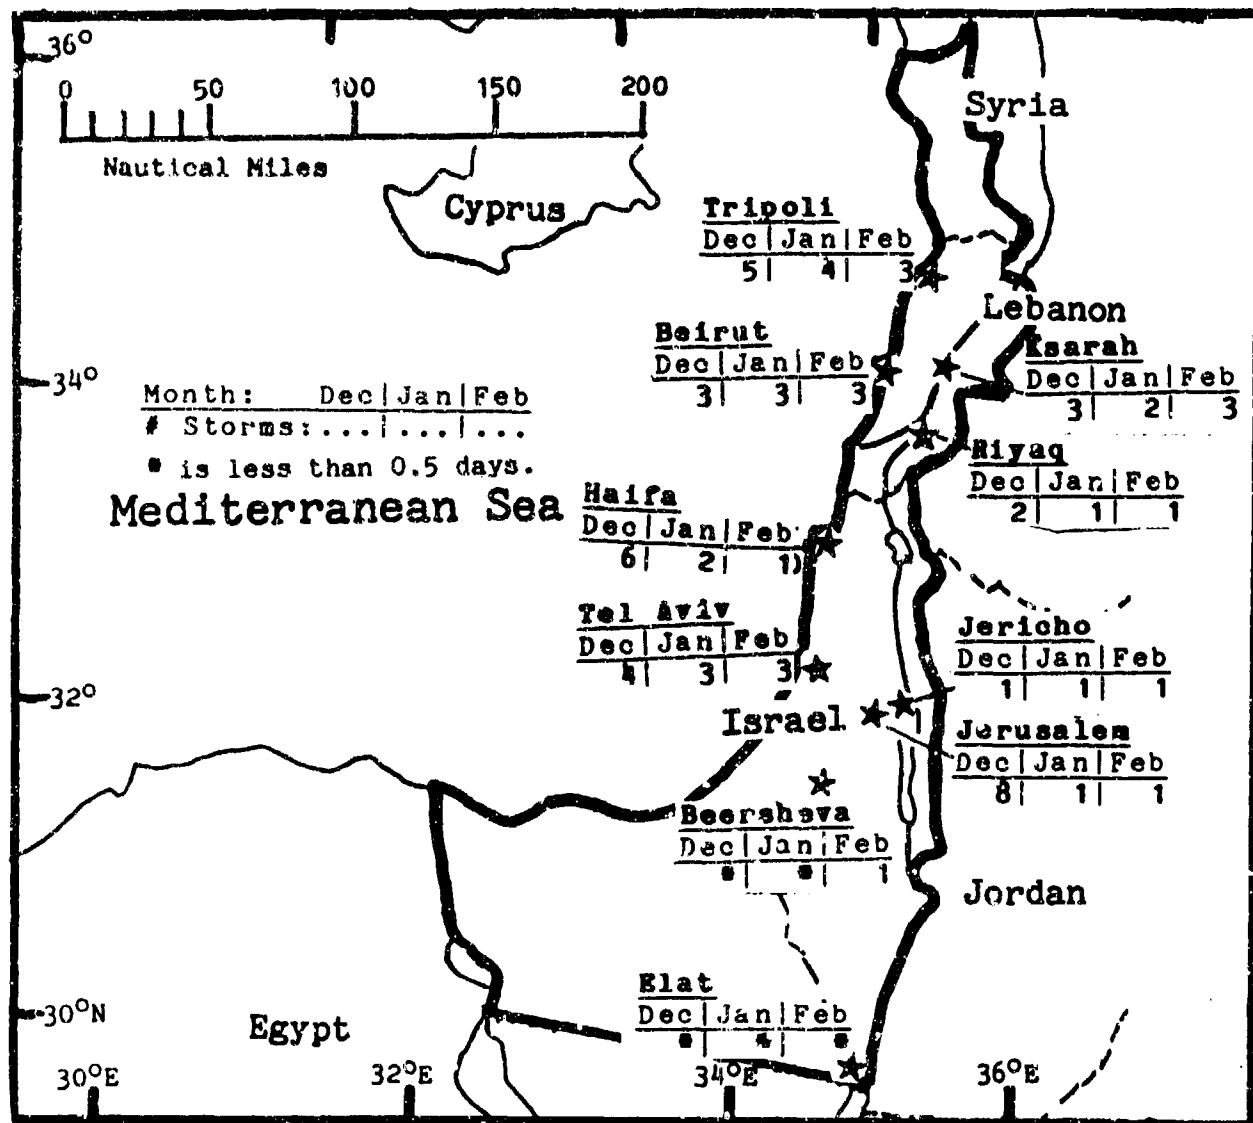 36°
0 50 100 150 200
Nautical Miles
Syria
Cyprus
Tripoli
Dec|Jan|Feb
5| 4| 3
Lebanon
Beirut
Dec|Jan|Feb
3| 3| 3
Ksarah
Dec|Jan|Feb
3| 2| 3
34°
Month: Dec|Jan|Feb
# Storms:...|...|...
* is less than 0.5 days.
Mediterranean Sea
Riyaq
Dec|Jan|Feb
2| 1| 1
Haifa
Dec|Jan|Feb
6| 2| 1)
Tel Aviv
Dec|Jan|Feb
4| 3| 3
Jericho
Dec|Jan|Feb
1| 1| 1
32°
Israel
Jerusalem
Dec|Jan|Feb
8| 1| 1
Beersheva
Dec|Jan|Feb
*| *| 1
Jordan
Elat
Dec|Jan|Feb
*| *| *
30°N
Egypt
30°E 32°E 34°E 36°E